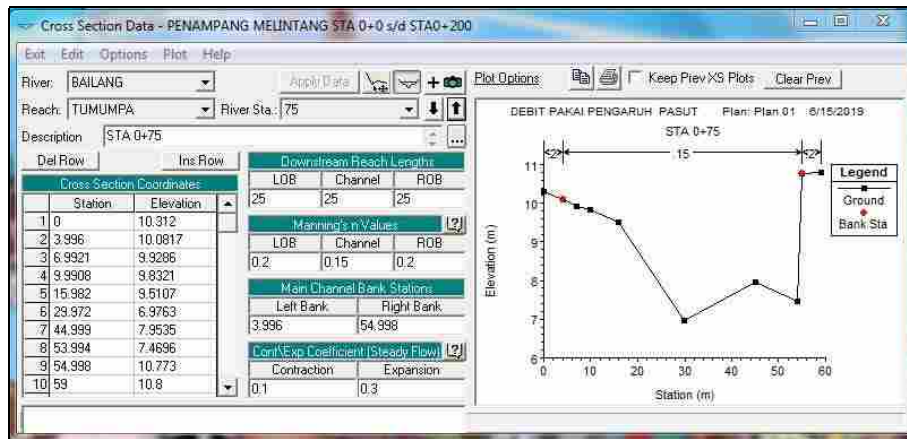 Cross Section Data - PENAMPANG MELINTANG STA 0+0 s/d STA0+200
Exit Edit Options Plot Help
River: BAILANG Apply Data
Reach: TUMUMPA River Sta.: 75
Description STA 0+75 ...
Del Row Ins Row
Cross Section Coordinates
Station Elevation
1 0 10.312
2 3.996 10.0817
3 6.9921 9.9286
4 9.9908 9.8321
5 15.982 9.5107
6 29.972 6.9763
7 44.999 7.9535
8 53.994 7.4696
9 54.998 10.773
10 59 10.8
Downstream Reach Lengths
LOB Channel ROB
25 25 25
Manning's n Values
LOB Channel ROB
0.2 0.15 0.2
Main Channel Bank Stations
Left Bank Right Bank
3.996 54.998
Cont\Exp Coefficient (Steady Flow)
Contraction Expansion
0.1 0.3
Plot Options Keep Prev XS Plots Clear Prev
DEBIT PAKAI PENGARUH PASUT Plan: Plan 01 6/15/2019
STA 0+75
.2 .15 .2
11
10
9
8
7
6
0 10 20 30 40 50 60
Elevation (m)
Station (m)
Legend
Ground
Bank Sta